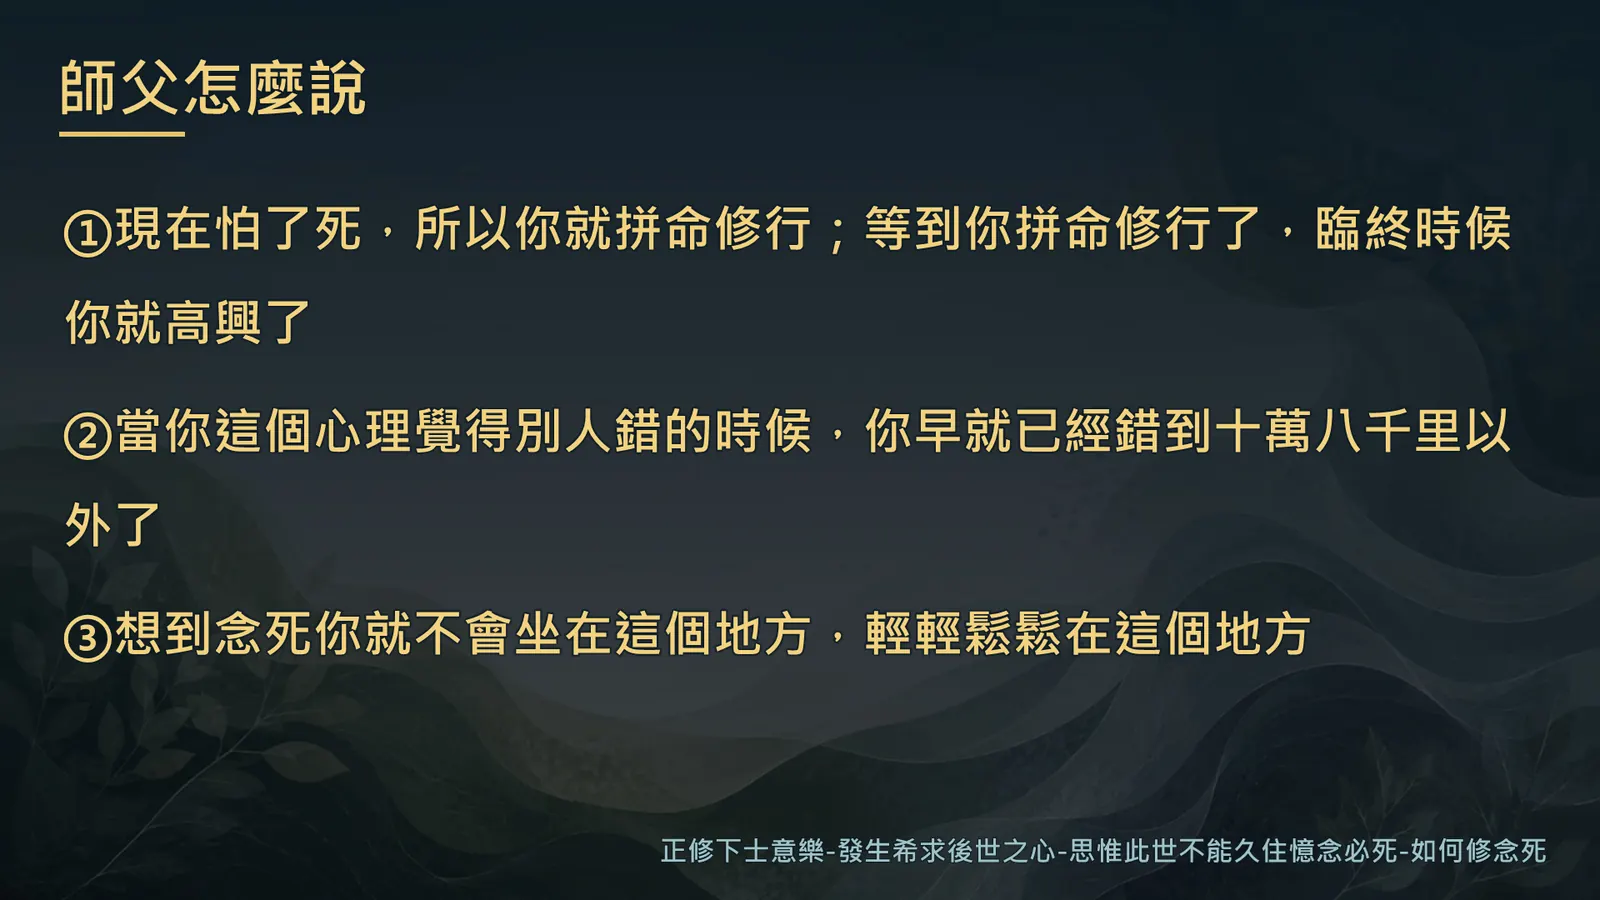 師父怎麼說
①現在怕了死，所以你就拼命修行；等到你拼命修行了，臨終時候
你就高興了
②當你這個心理覺得別人錯的時候，你早就已經錯到十萬八千里以
外了
③想到念死你就不會坐在這個地方，輕輕鬆鬆在這個地方
正修下士意樂-發生希求後世之心-思惟此世不能久住憶念必死-如何修念死